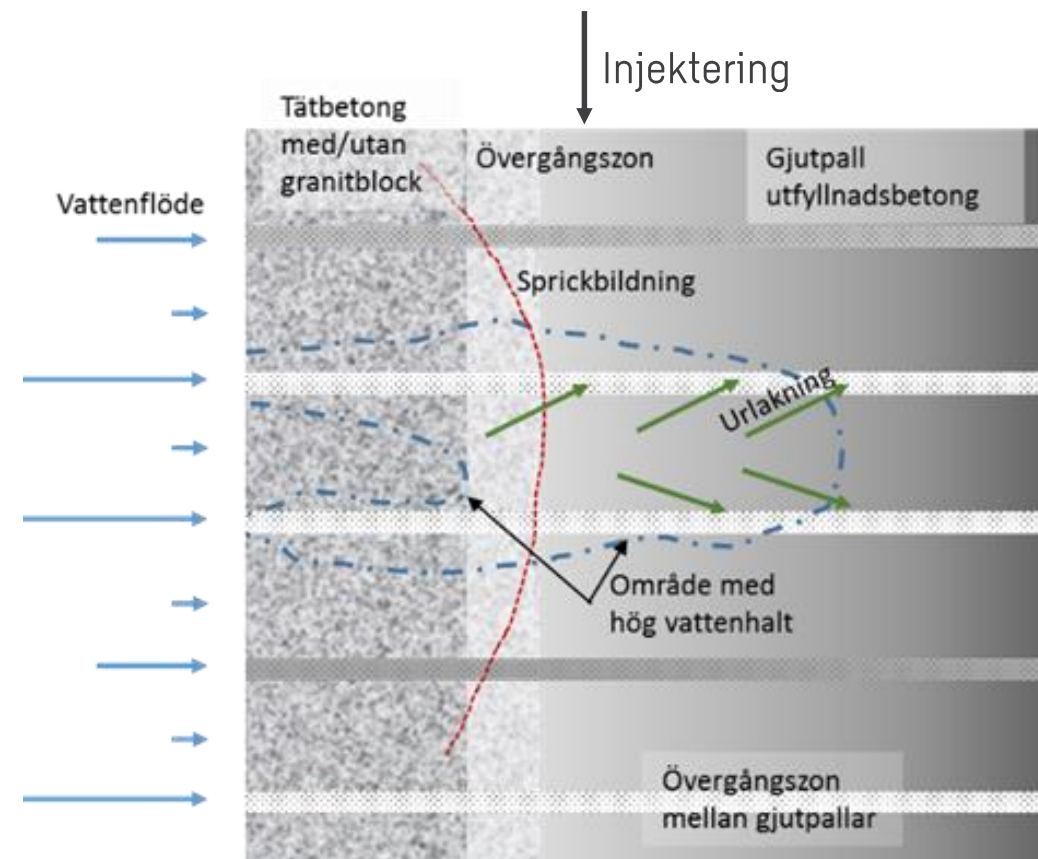 Injektering
Tätbetong
med/utan
granitblock
Övergångszon
Gjutpall
utfyllnadsbetong
Vattenflöde
Sprickbildning
Urlakning
Område med
hög vattenhalt
Övergångszon
mellan gjutpallar